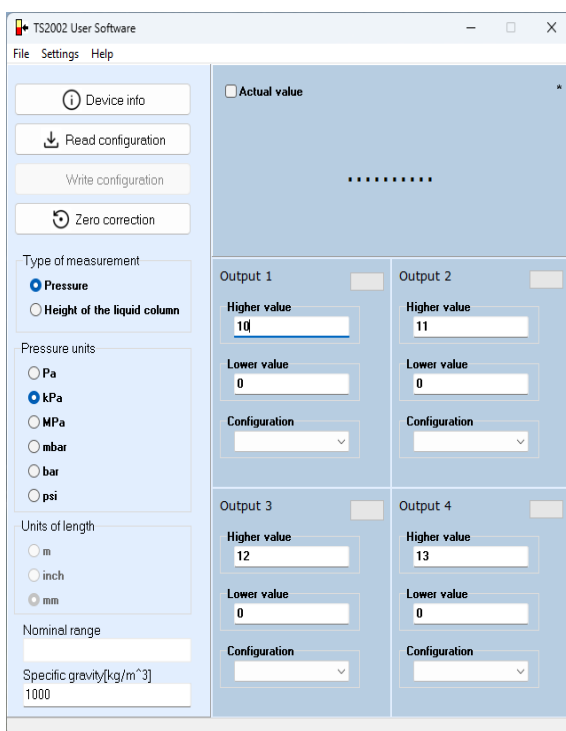 TS2002 User Software
File Settings Help
Device info
Read configuration
Write configuration
Zero correction
Type of measurement
Pressure
Height of the liquid column
Pressure units
Pa
kPa
MPa
mbar
bar
psi
Units of length
m
inch
mm
Nominal range
Specific gravity[kg/m^3]
1000
Actual value
*
.........
Output 1
Higher value
10
Lower value
0
Configuration
Output 2
Higher value
11
Lower value
0
Configuration
Output 3
Higher value
12
Lower value
0
Configuration
Output 4
Higher value
13
Lower value
0
Configuration